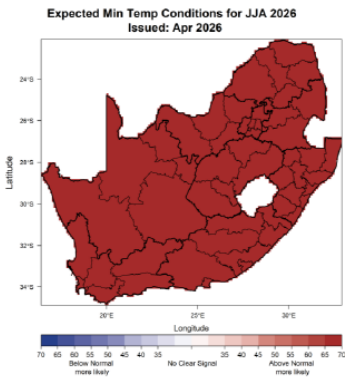 Expected Min Temp Conditions for JJA 2026
Issued: Apr 2026
24°S
26°S
28°S
30°S
32°S
34°S
Latitude
20°E
25°E
30°E
Longitude
70 65 60 55 50 45 40 35 35 40 45 50 55 60 65 70
Below Normal No Clear Signal Above Normal
more likely more likely